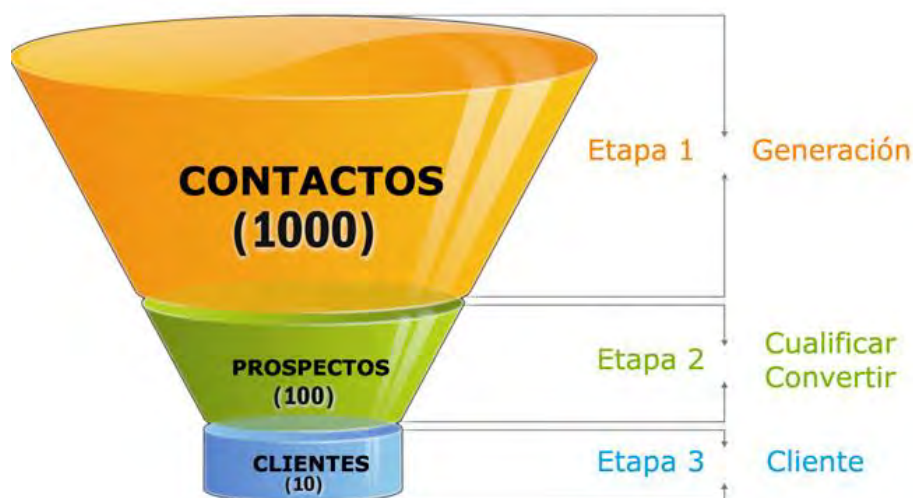 CONTACTOS
(1000)
Etapa 1
Generación
PROSPECTOS
(100)
Etapa 2
Cualificar
Convertir
CLIENTES
(10)
Etapa 3
Cliente